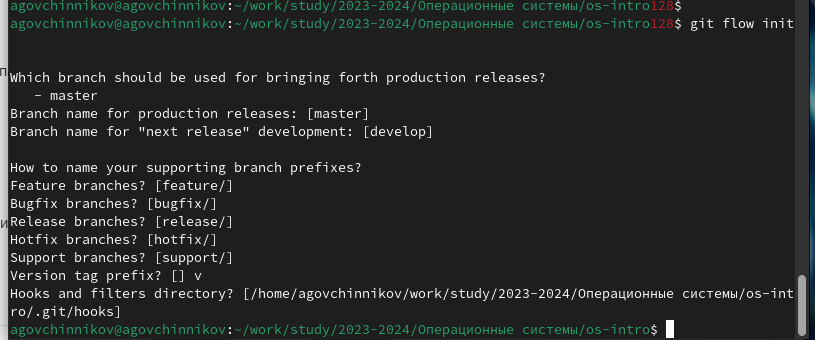 agovchinnikov@agovchinnikov:~/work/study/2023-2024/Операционные системы/os-intro128$
agovchinnikov@agovchinnikov:~/work/study/2023-2024/Операционные системы/os-intro128$ git flow init
Which branch should be used for bringing forth production releases?
- master
Branch name for production releases: [master]
Branch name for "next release" development: [develop]
How to name your supporting branch prefixes?
Feature branches? [feature/]
Bugfix branches? [bugfix/]
Release branches? [release/]
Hotfix branches? [hotfix/]
Support branches? [support/]
Version tag prefix? [] v
Hooks and filters directory? [/home/agovchinnikov/work/study/2023-2024/Операционные системы/os-int
ro/.git/hooks]
agovchinnikov@agovchinnikov:~/work/study/2023-2024/Операционные системы/os-intro$